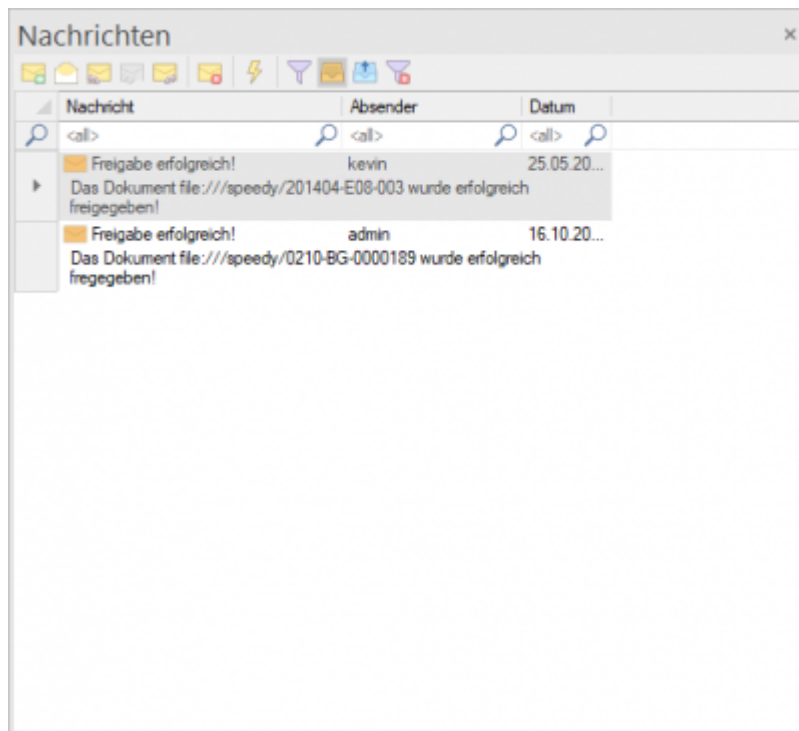 Nachrichten
Nachricht Absender Datum
<all> <all> <all>
Freigabe erfolgreich! kevin 25.05.20...
Das Dokument file:///speedy/201404-E08-003 wurde erfolgreich
freigegeben!
Freigabe erfolgreich! admin 16.10.20...
Das Dokument file:///speedy/0210-BG-0000189 wurde erfolgreich
fregegeben!